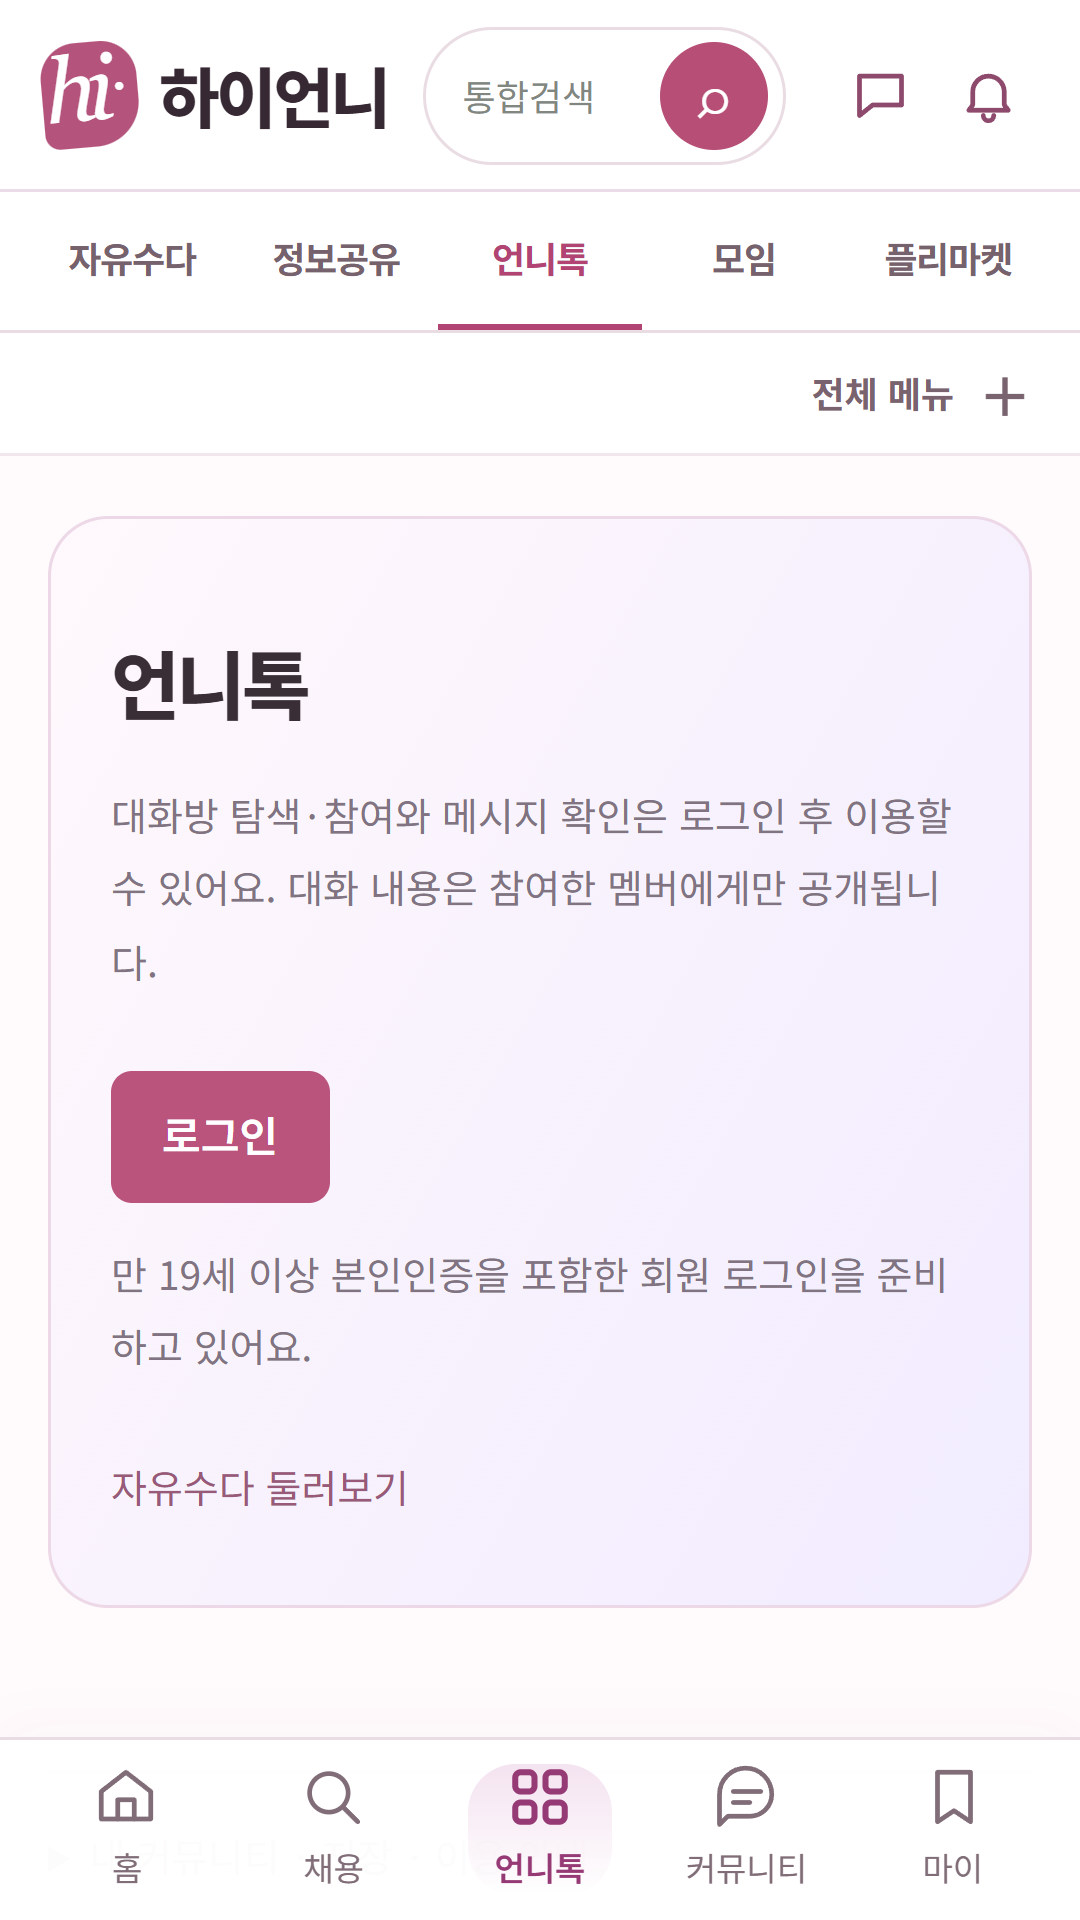 hi
하이언니
통합검색
자유수다 정보공유 언니톡 모임 플리마켓
전체 메뉴 +
언니톡
대화방 탐색·참여와 메시지 확인은 로그인 후 이용할
수 있어요. 대화 내용은 참여한 멤버에게만 공개됩니
다.
로그인
만 19세 이상 본인인증을 포함한 회원 로그인을 준비
하고 있어요.
자유수다 둘러보기
홈 채용 언니톡 커뮤니티 마이